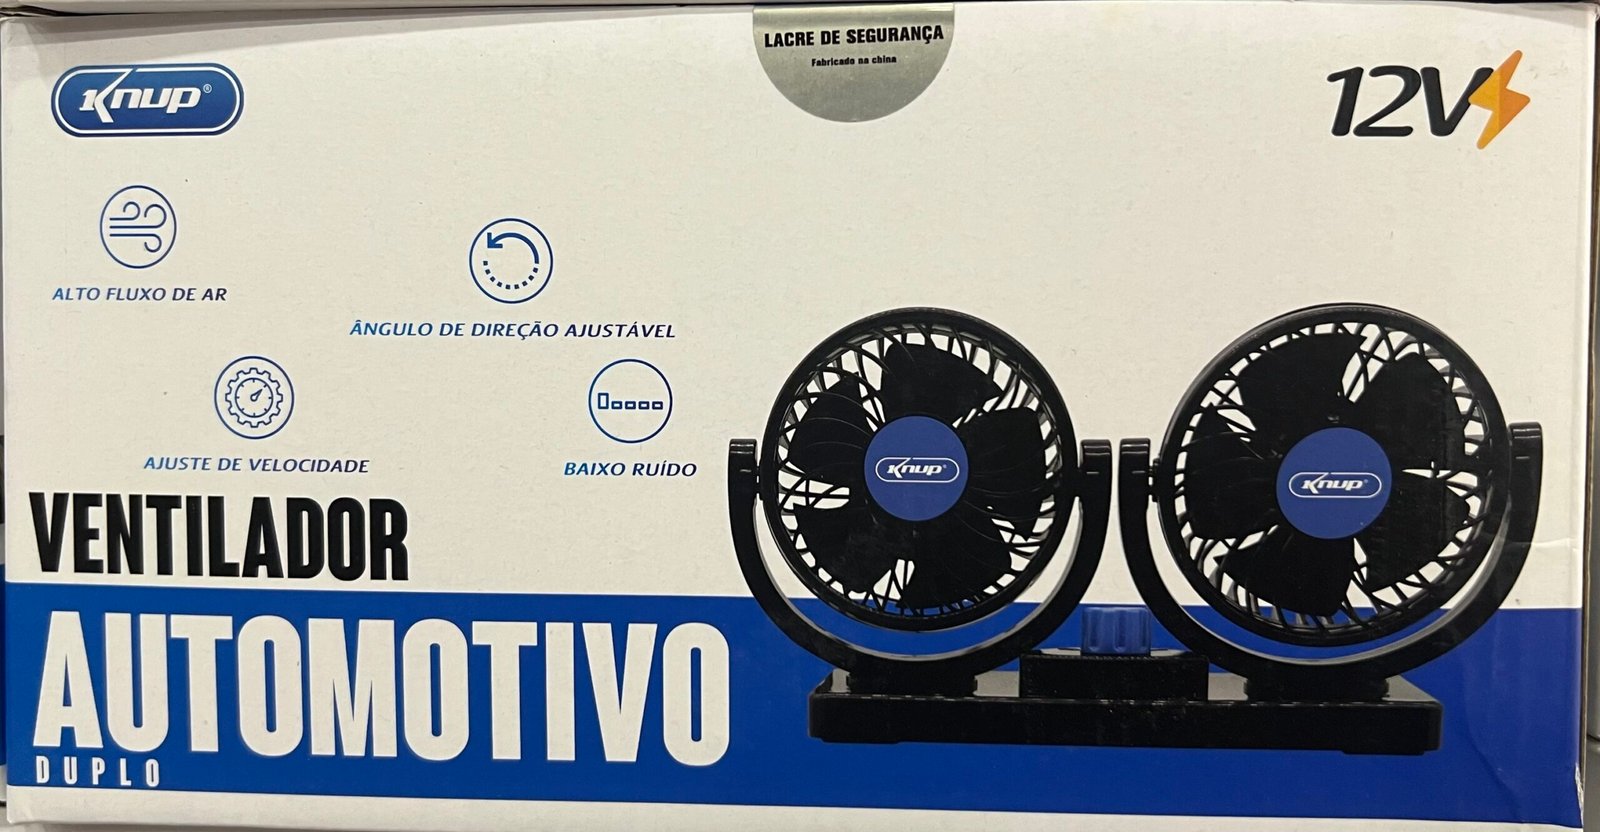 Knup®
LACRE DE SEGURANÇA
Fabricado na china
12V
ALTO FLUXO DE AR
ÂNGULO DE DIREÇÃO AJUSTÁVEL
AJUSTE DE VELOCIDADE
BAIXO RUÍDO
VENTILADOR
AUTOMOTIVO
DUPLO
Knup®
Knup®